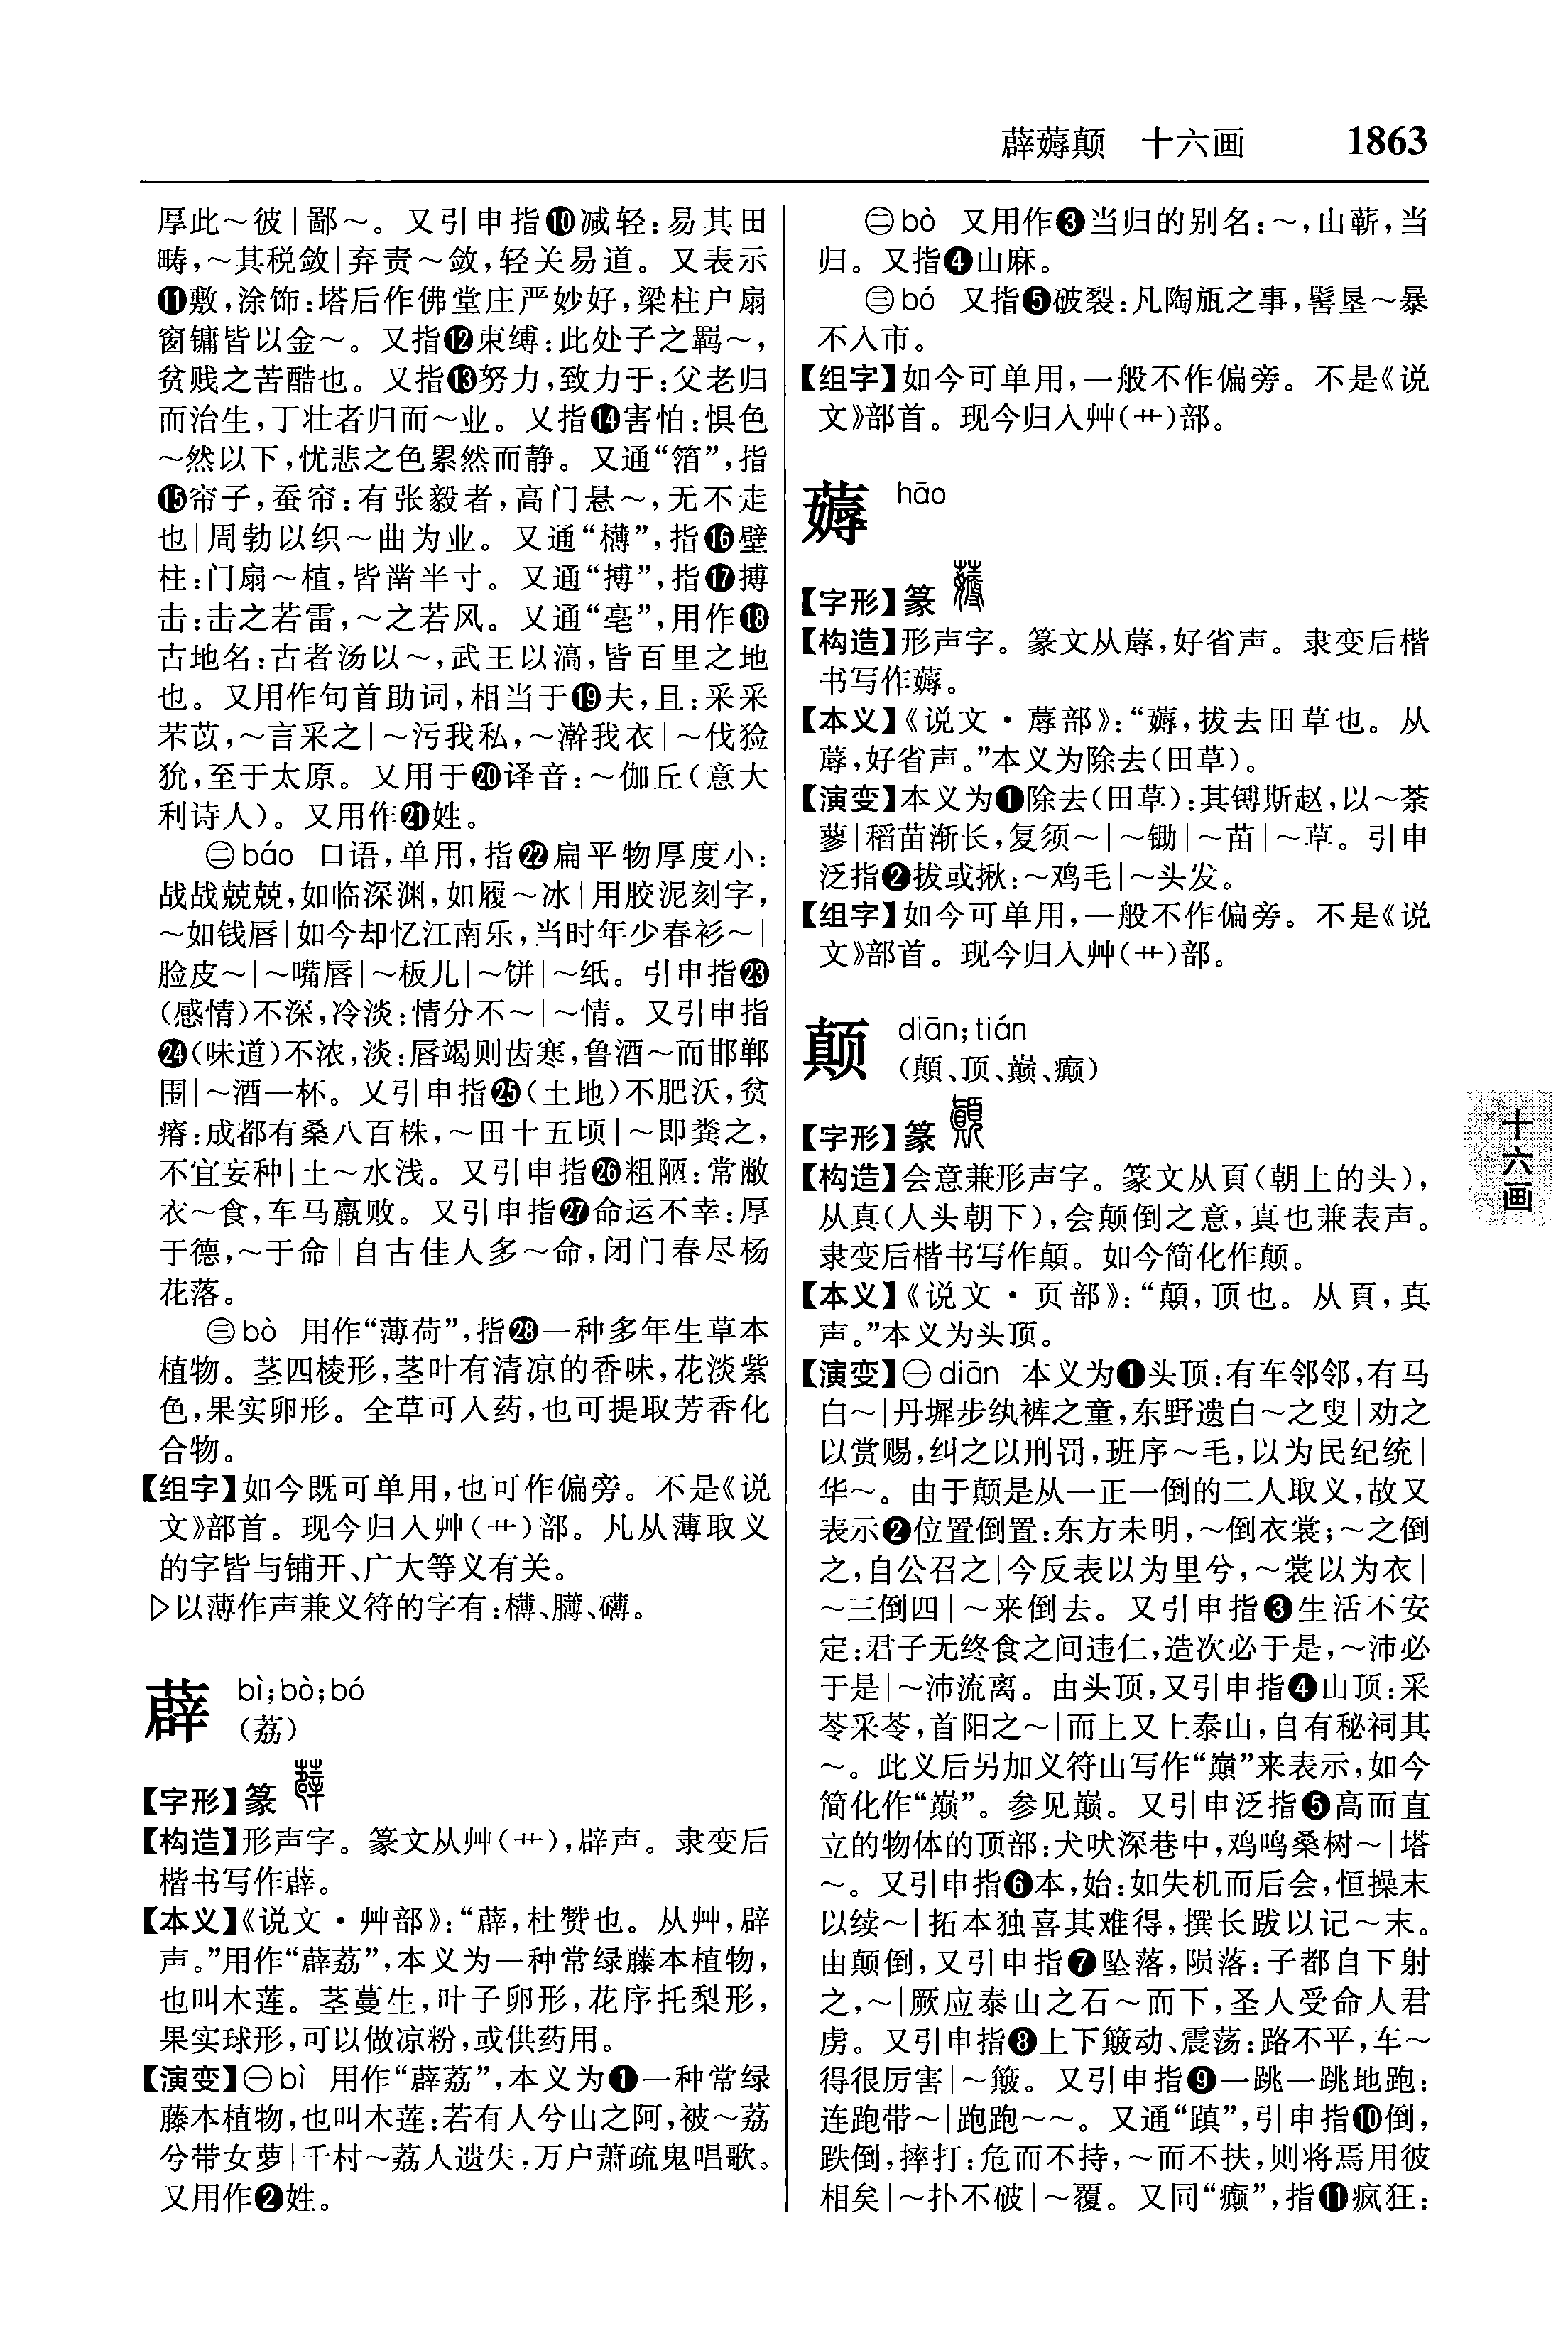 薜薅颠　十六画　1863
厚此～彼|鄙～。又引申指❿减轻:易其田
畴,～其税敛|弃责～敛,轻关易道。又表示
⓫敷,涂饰:塔后作佛堂庄严妙好,梁柱户扇
窗镛皆以金～。又指⓬束缚:此处子之羁～,
贫贱之苦酷也。又指⓭努力,致力于:父老归
而治生,丁壮者归而～业。又指⓮害怕:惧色
～然以下,忧悲之色累然而静。又通“箔”,指
⓯帘子,蚕帘:有张毅者,高门悬～,无不走
也|周勃以织～曲为业。又通“欂”,指⓰壁
柱:门扇～植,皆凿半寸。又通“搏”,指⓱搏
击:击之若雷,～之若风。又通“亳”,用作⓲
古地名:古者汤以～,武王以滈,皆百里之地
也。又用作句首助词,相当于⓳夫,且:采采
芣苡,～言采之|～污我私,～澣我衣|～伐猃
狁,至于太原。又用于⓴译音:～伽丘(意大
利诗人)。又用作㉑姓。
㊁báo 口语,单用,指㉒扁平物厚度小:
战战兢兢,如临深渊,如履～冰|用胶泥刻字,
～如钱唇|如今却忆江南乐,当时年少春衫～|
脸皮～|～嘴唇|～板儿|～饼|～纸。引申指㉓
(感情)不深,冷淡:情分不～|～情。又引申指
㉔(味道)不浓,淡:唇竭则齿寒,鲁酒～而邯郸
围|～酒一杯。又引申指㉕(土地)不肥沃,贫
瘠:成都有桑八百株,～田十五顷|～即粪之,
不宜妄种|土～水浅。又引申指㉖粗陋:常敝
衣～食,车马羸败。又引申指㉗命运不幸:厚
于德,～于命|自古佳人多～命,闭门春尽杨
花落。
㊂bò 用作“薄荷”,指㉘一种多年生草本
植物。茎四棱形,茎叶有清凉的香味,花淡紫
色,果实卵形。全草可入药,也可提取芳香化
合物。
【组字】如今既可单用,也可作偏旁。不是《说
文》部首。现今归入艸(艹)部。凡从薄取义
的字皆与铺开、广大等义有关。
▷以薄作声兼义符的字有:欂、髆、礴。
薜 bì;bò;bó
(荔)
【字形】篆
【构造】形声字。篆文从艸(艹),辟声。隶变后
楷书写作薜。
【本义】《说文·艸部》:“薜,杜赞也。从艸,辟
声。”用作“薜荔”,本义为一种常绿藤本植物,
也叫木莲。茎蔓生,叶子卵形,花序托梨形,
果实球形,可以做凉粉,或供药用。
【演变】㊀bì 用作“薜荔”,本义为❶一种常绿
藤本植物,也叫木莲:若有人兮山之阿,被～荔
兮带女萝|千村～荔人遗失,万户萧疏鬼唱歌。
又用作❷姓。
㊁bò 又用作❸当归的别名:～,山蕲,当
归。又指❹山麻。
㊂bó 又指❺破裂:凡陶瓬之事,髻垦～暴
不入市。
【组字】如今可单用,一般不作偏旁。不是《说
文》部首。现今归入艸(艹)部。
薅 hāo
【字形】篆
【构造】形声字。篆文从蓐,好省声。隶变后楷
书写作薅。
【本义】《说文·蓐部》:“薅,拔去田草也。从
蓐,好省声。”本义为除去(田草)。
【演变】本义为❶除去(田草):其镈斯赵,以～荼
蓼|稻苗渐长,复须～|～锄|～苗|～草。引申
泛指❷拔或揪:～鸡毛|～头发。
【组字】如今可单用,一般不作偏旁。不是《说
文》部首。现今归入艸(艹)部。
颠 diān;tián
(顛、顶、巅、癫)
【字形】篆
【构造】会意兼形声字。篆文从頁(朝上的头),
从真(人头朝下),会颠倒之意,真也兼表声。
隶变后楷书写作顛。如今简化作颠。
【本义】《说文·页部》:“顛,顶也。从頁,真
声。”本义为头顶。
【演变】㊀diān 本义为❶头顶:有车邻邻,有马
白～|丹墀步纨裤之童,东野遗白～之叟|劝之
以赏赐,纠之以刑罚,班序～毛,以为民纪统|
华～。由于颠是从一正一倒的二人取义,故又
表示❷位置倒置:东方未明,～倒衣裳;～之倒
之,自公召之|今反表以为里兮,～裳以为衣|
～三倒四|～来倒去。又引申指❸生活不安
定:君子无终食之间违仁,造次必于是,～沛必
于是|～沛流离。由头顶,又引申指❹山顶:采
苓采苓,首阳之～|而上又上泰山,自有秘祠其
～。此义后另加义符山写作“巔”来表示,如今
简化作“巅”。参见巅。又引申泛指❺高而直
立的物体的顶部:犬吠深巷中,鸡鸣桑树～|塔
～。又引申指❻本,始:如失机而后会,恒操末
以续～|拓本独喜其难得,撰长跋以记～末。
由颠倒,又引申指❼坠落,陨落:子都自下射
之,～|厥应泰山之石～而下,圣人受命人君
虏。又引申指❽上下簸动、震荡:路不平,车～
得很厉害|～簸。又引申指❾一跳一跳地跑:
连跑带～|跑跑～～。又通“蹎”,引申指❿倒,
跌倒,摔打:危而不持,～而不扶,则将焉用彼
相矣|～扑不破|～覆。又同“癫”,指⓫疯狂:
十六画